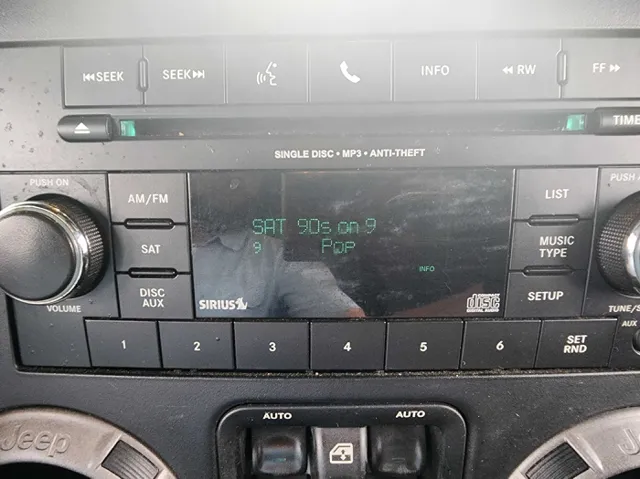 SEEK
SEEK
INFO
RW
FF
TIME
SINGLE DISC • MP3 • ANTI-THEFT
PUSH ON
AM/FM
SAT
DISC
AUX
VOLUME
SAT 90s on 9
9 Pop
INFO
SIRIUS
disc
LIST
MUSIC
TYPE
SETUP
PUSH
TUNE/S
AUX
1
2
3
4
5
6
SET
RND
AUTO
AUTO
Jeep
Jeep